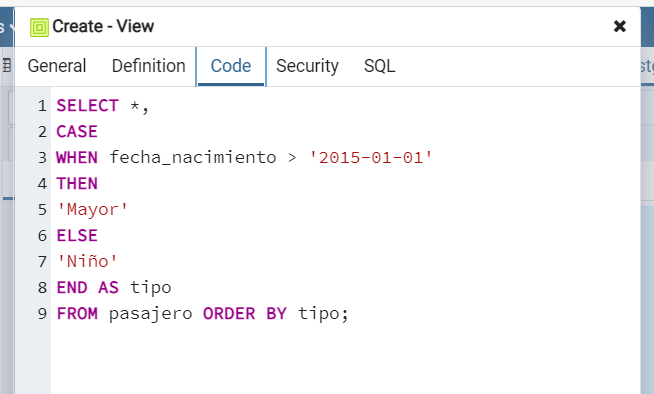 Create - View
General Definition Code Security SQL
1 SELECT *,
2 CASE
3 WHEN fecha_nacimiento > '2015-01-01'
4 THEN
5 'Mayor'
6 ELSE
7 'Niño'
8 END AS tipo
9 FROM pasajero ORDER BY tipo;